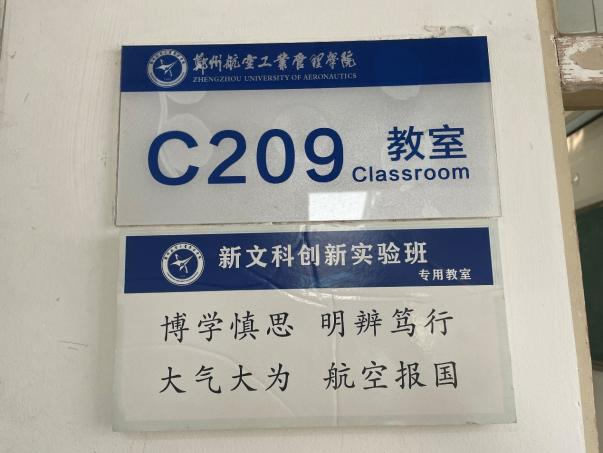 郑州航空工业管理学院
ZHENGZHOU UNIVERSITY OF AERONAUTICS
C209 教室
Classroom
新文科创新实验班
专用教室
博学慎思 明辨笃行
大气大为 航空报国